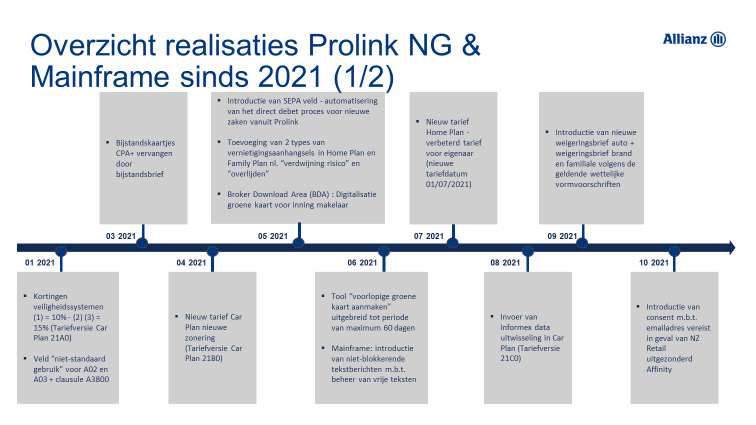 Overzicht realisaties Prolink NG &
Mainframe sinds 2021 (1/2)
Allianz
▪ Bijstandskaartjes
CPA+ vervangen
door
bijstandsbrief
▪ Introductie van SEPA veld - automatisering
van het direct debet proces voor nieuwe
zaken vanuit Prolink
▪ Toevoeging van 2 types van
vernietigingsaanhangsels in Home Plan en
Family Plan nl. "verdwijning risico" en
"overlijden"
▪ Broker Download Area (BDA) : Digitalisatie
groene kaart voor inning makelaar
▪ Nieuw tarief
Home Plan -
verbeterd tarief
voor eigenaar
(nieuwe
tariefdatum
01/07/2021)
▪ Introductie van nieuwe
weigeringsbrief auto +
weigeringsbrief brand
en familiale volgens de
geldende wettelijke
vormvoorschriften
03 2021
05 2021
07 2021
09 2021
01 2021
04 2021
06 2021
08 2021
10 2021
▪ Kortingen
veiligheidssystemen
(1) = 10% - (2) (3) =
15% (Tariefversie Car
Plan 21A0)
▪ Veld "niet-standaard
gebruik" voor A02 en
A03 + clausule A3800
▪ Nieuw tarief Car
Plan nieuwe
zonering
(Tariefversie Car
Plan 21B0)
▪ Tool "voorlopige groene
kaart aanmaken"
uitgebreid tot periode
van maximum 60 dagen
▪ Mainframe: introductie
van niet-blokkerende
tekstberichten m.b.t.
beheer van vrije teksten
▪ Invoer van
Informex data
uitwisseling in Car
Plan (Tariefversie
21C0)
▪ Introductie van
consent m.b.t.
emailadres vereist
in geval van NZ
Retail
uitgezonderd
Affinity